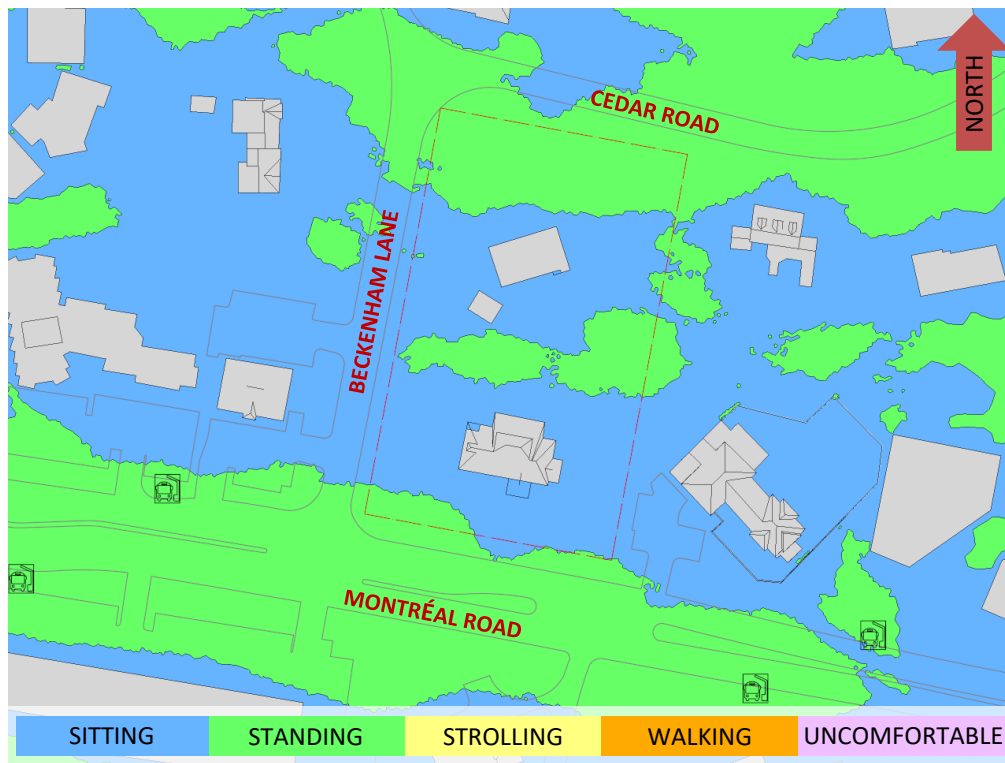 NORTH
CEDAR ROAD
BECKENHAM LANE
MONTRÉAL ROAD
SITTING
STANDING
STROLLING
WALKING
UNCOMFORTABLE